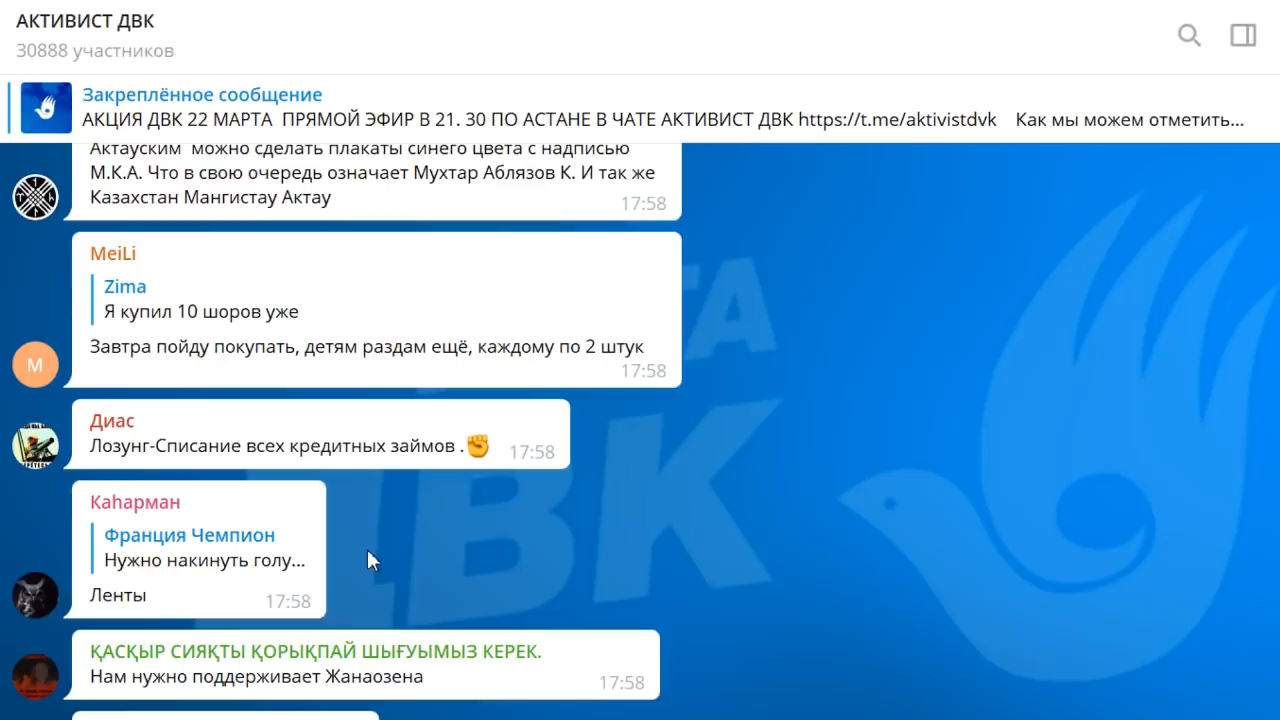 АКТИВИСТ ДВК
30888 участников
Закреплённое сообщение
АКЦИЯ ДВК 22 МАРТА ПРЯМОЙ ЭФИР В 21. 30 ПО АСТАНЕ В ЧАТЕ АКТИВИСТ ДВК https://t.me/aktivistdvk Как мы можем отметить...
Актауским можно сделать плакаты синего цвета с надписью
М.К.А. Что в свою очередь означает Мухтар Аблязов К. И так же
Казахстан Мангистау Актау
17:58
MeiLi
Zima
Я купил 10 шоров уже
Завтра пойду покупать, детям раздам ещё, каждому по 2 штук
17:58
М
Диас
Лозунг-Списание всех кредитных займов .✊
17:58
Каһарман
Франция Чемпион
Нужно накинуть голу...
Ленты
17:58
ҚАСҚЫР СИЯҚТЫ ҚОРЫҚПАЙ ШЫҒУЫМЫЗ КЕРЕК.
Нам нужно поддерживает Жанаозена
17:58
ДВК